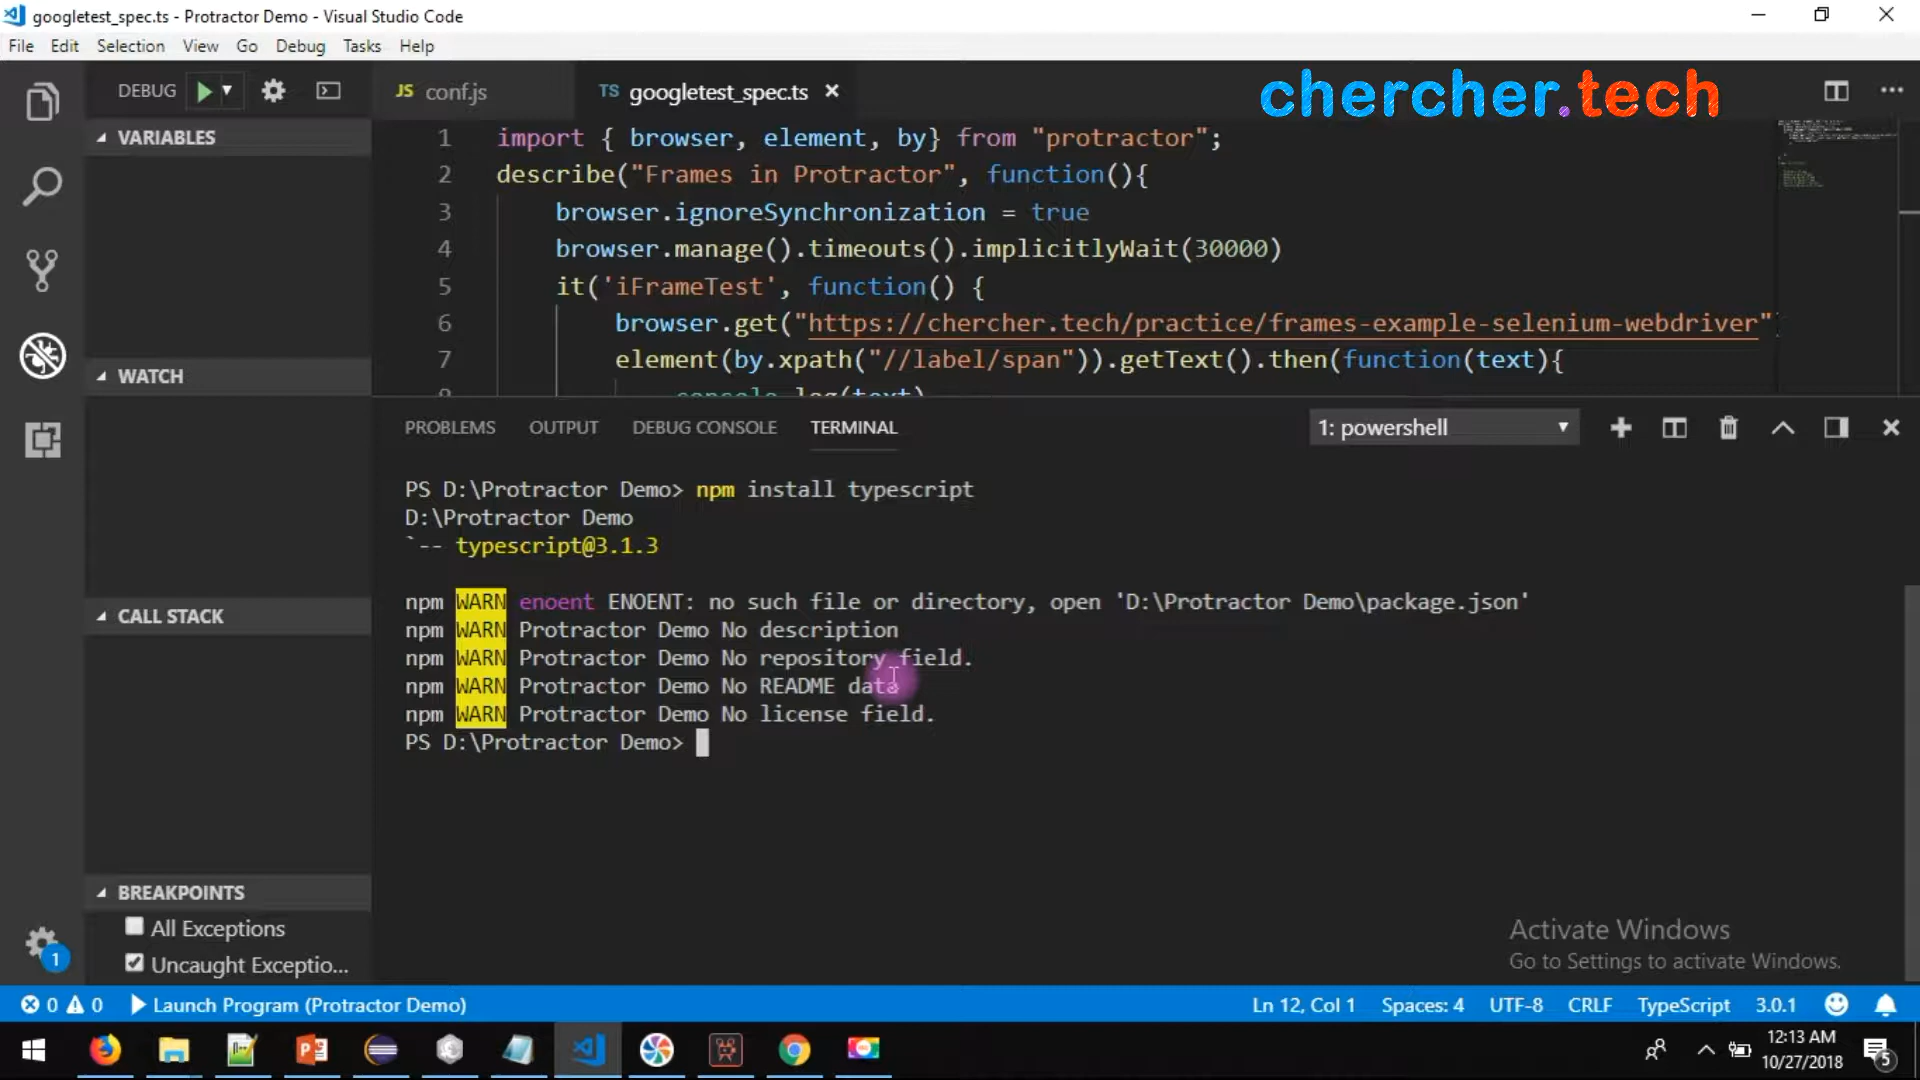 googletest_spec.ts - Protractor Demo - Visual Studio Code
File Edit Selection View Go Debug Tasks Help
DEBUG
JS conf.js
TS googletest_spec.ts
chercher.tech
VARIABLES
WATCH
CALL STACK
BREAKPOINTS
All Exceptions
Uncaught Exceptio...
1 import { browser, element, by} from "protractor";
2 describe("Frames in Protractor", function(){
3 browser.ignoreSynchronization = true
4 browser.manage().timeouts().implicitlyWait(30000)
5 it('iFrameTest', function() {
6 browser.get("https://chercher.tech/practice/frames-example-selenium-webdriver"
7 element(by.xpath("//label/span")).getText().then(function(text){
8 console.log(text)
PROBLEMS OUTPUT DEBUG CONSOLE TERMINAL
1: powershell
PS D:\Protractor Demo> npm install typescript
D:\Protractor Demo
`-- typescript@3.1.3
npm WARN enoent ENOENT: no such file or directory, open 'D:\Protractor Demo\package.json'
npm WARN Protractor Demo No description
npm WARN Protractor Demo No repository field.
npm WARN Protractor Demo No README data
npm WARN Protractor Demo No license field.
PS D:\Protractor Demo>
Activate Windows
Go to Settings to activate Windows.
1
0 0 Launch Program (Protractor Demo)
Ln 12, Col 1 Spaces: 4 UTF-8 CRLF TypeScript 3.0.1
12:13 AM
10/27/2018
5